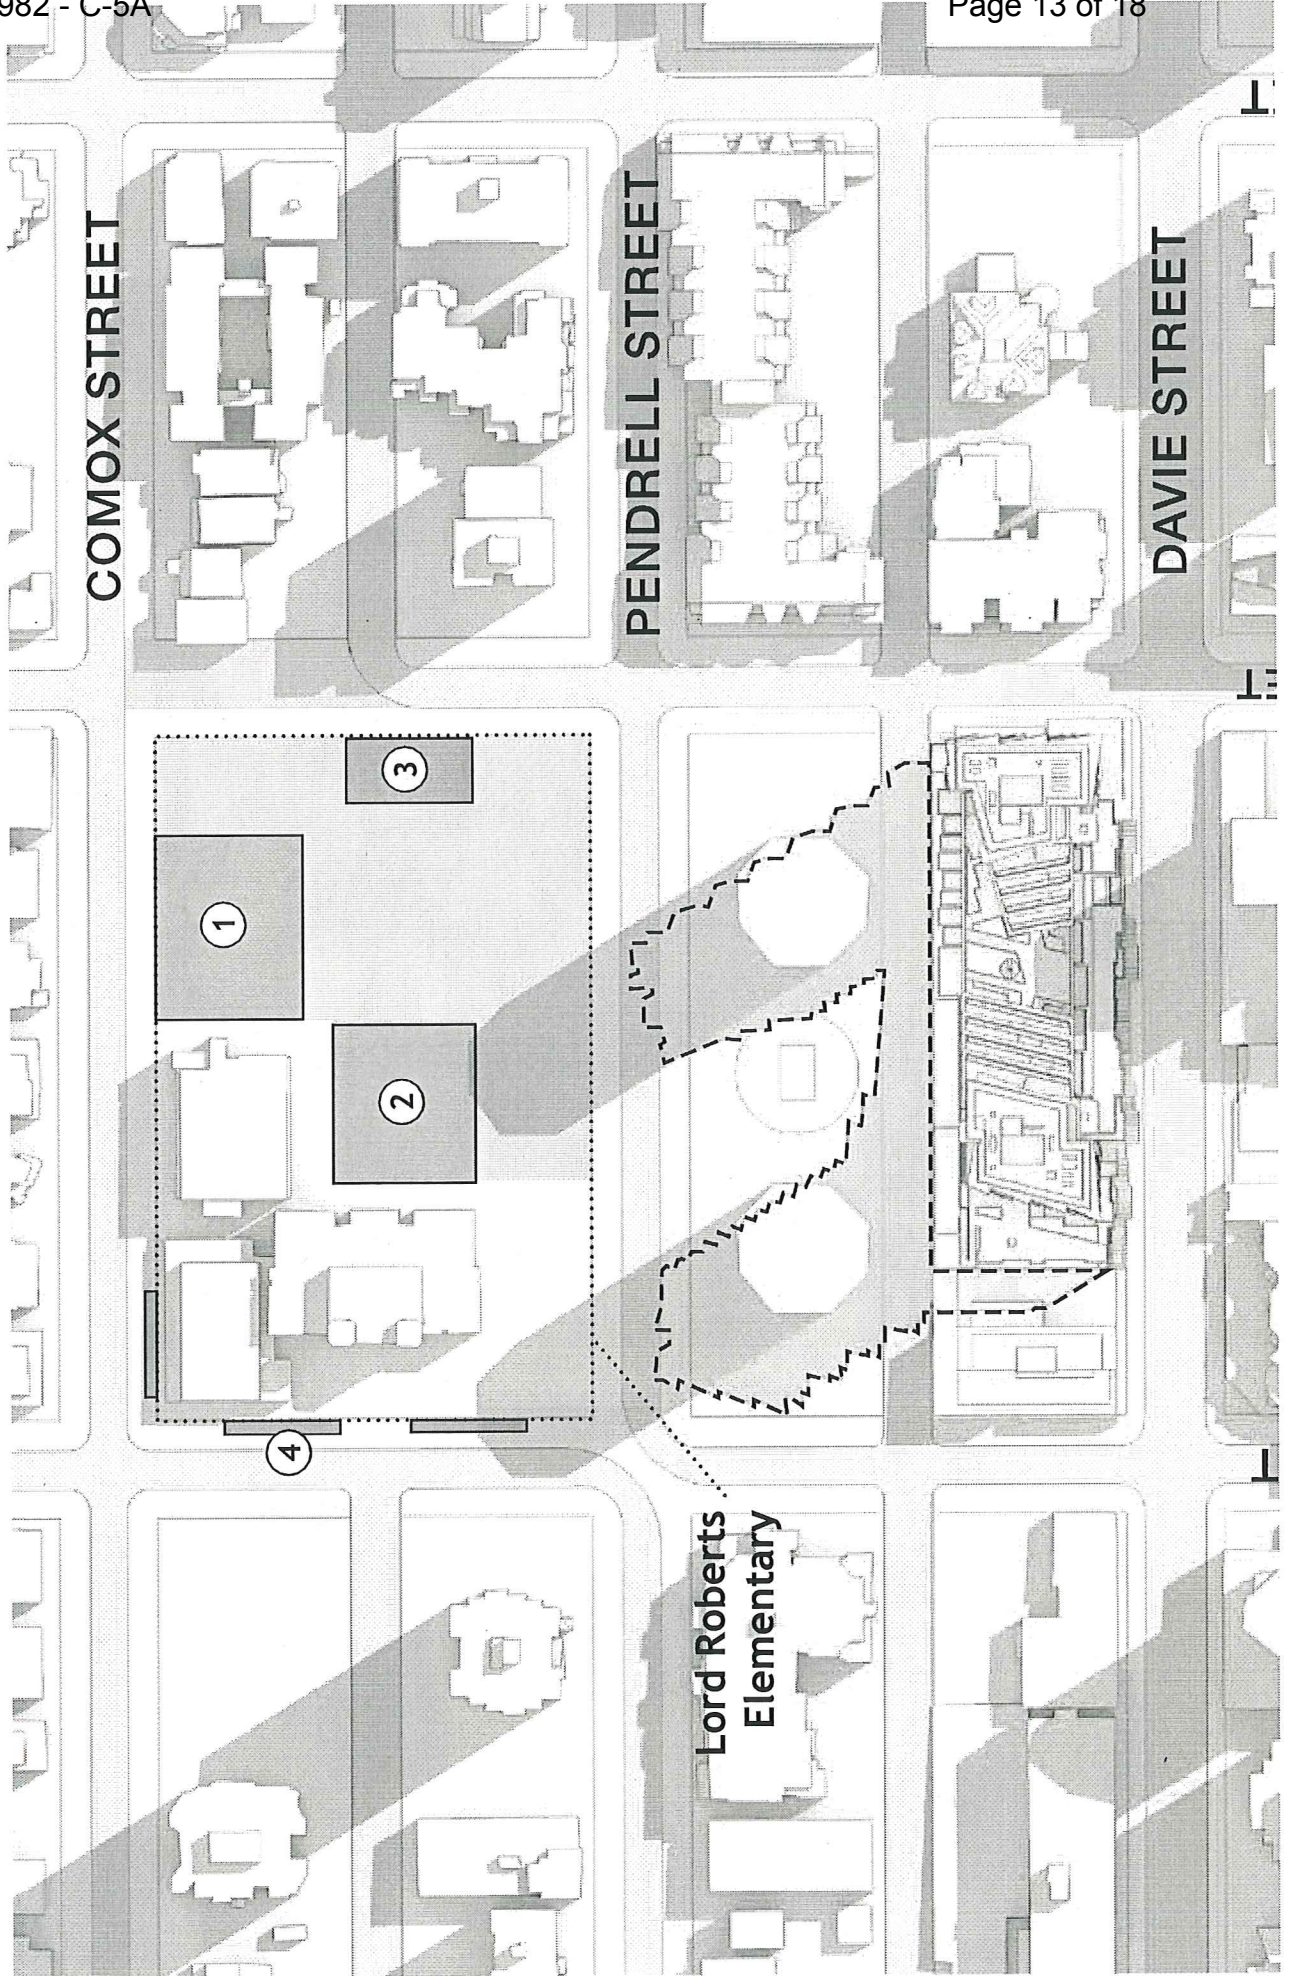 982 - C-5A
Page 13 of 18
COMOX STREET
PENDRELL STREET
DAVIE STREET
1
2
3
4
Lord Roberts
Elementary